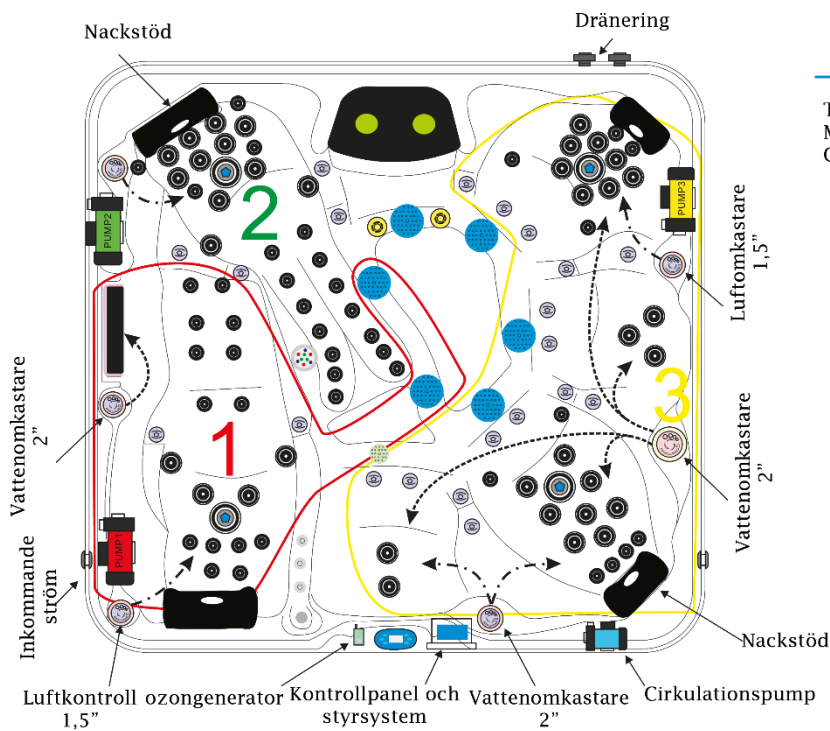 Dränering
Nackstöd
T
M
C
PUMP2
PUMP3
2
Luftomkastare
1,5”
Vattenomkastare
2”
1
3
Vattenomkastare
2”
PUMP1
Inkommande
ström
Nackstöd
Luftkontroll
1,5”
ozongenerator
Kontrollpanel och
styrsystem
Vattenomkastare
2”
Cirkulationspump